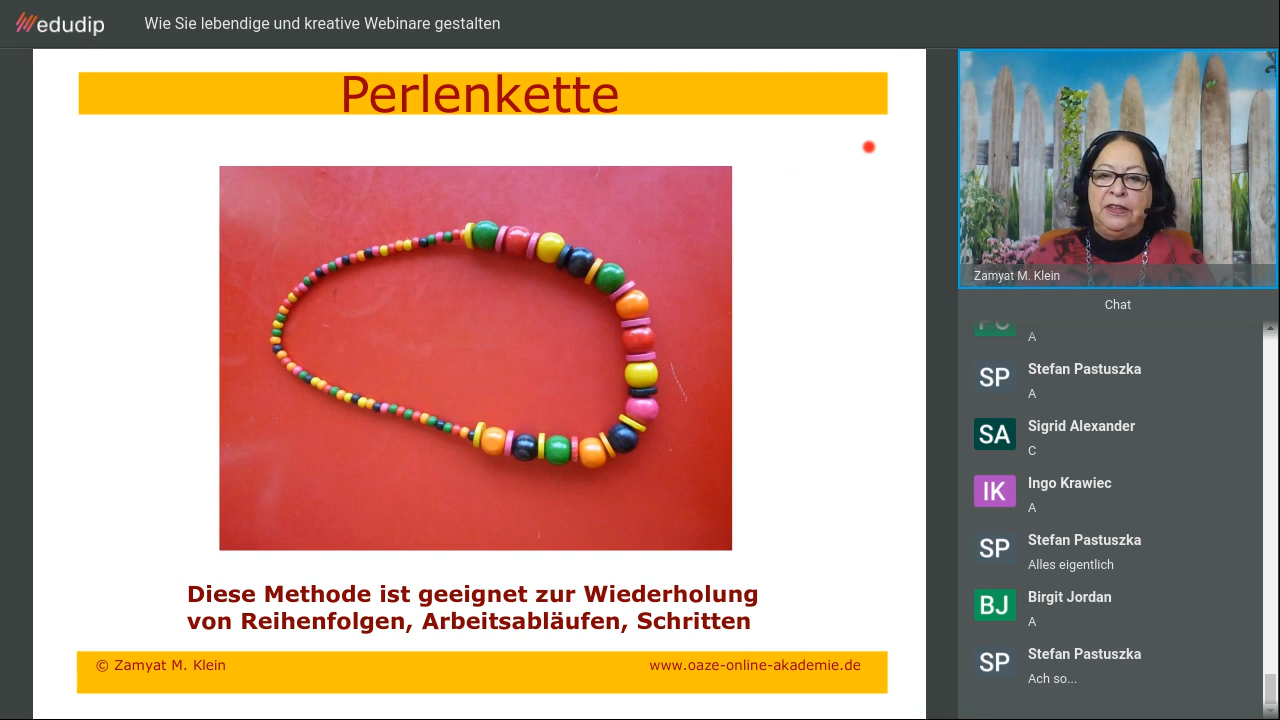 edudip
Wie Sie lebendige und kreative Webinare gestalten
Perlenkette
Diese Methode ist geeignet zur Wiederholung
von Reihenfolgen, Arbeitsabläufen, Schritten
© Zamyat M. Klein
www.oaze-online-akademie.de
Zamyat M. Klein
Chat
A
SP
Stefan Pastuszka
A
SA
Sigrid Alexander
C
IK
Ingo Krawiec
A
SP
Stefan Pastuszka
Alles eigentlich
BJ
Birgit Jordan
A
SP
Stefan Pastuszka
Ach so...